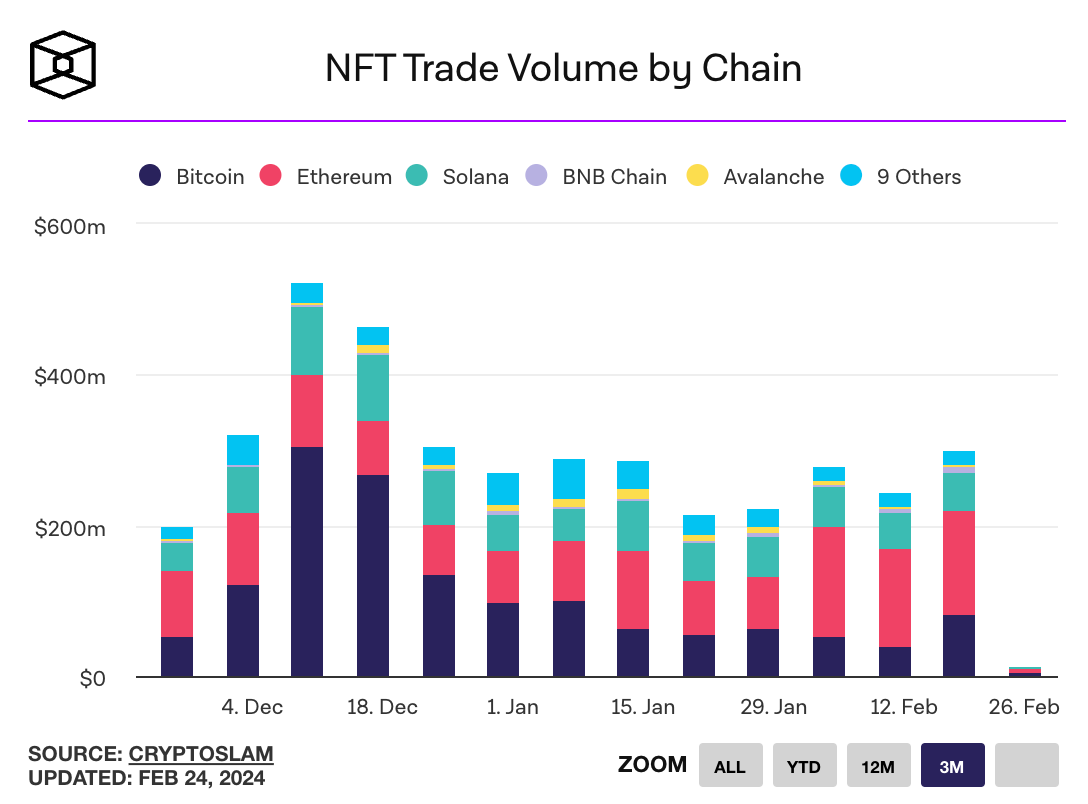 NFT Trade Volume by Chain
Bitcoin Ethereum Solana BNB Chain Avalanche 9 Others
$600m
$400m
$200m
$0
4. Dec 18. Dec 1. Jan 15. Jan 29. Jan 12. Feb 26. Feb
SOURCE: CRYPTOSLAM
UPDATED: FEB 24, 2024
ZOOM ALL YTD 12M 3M